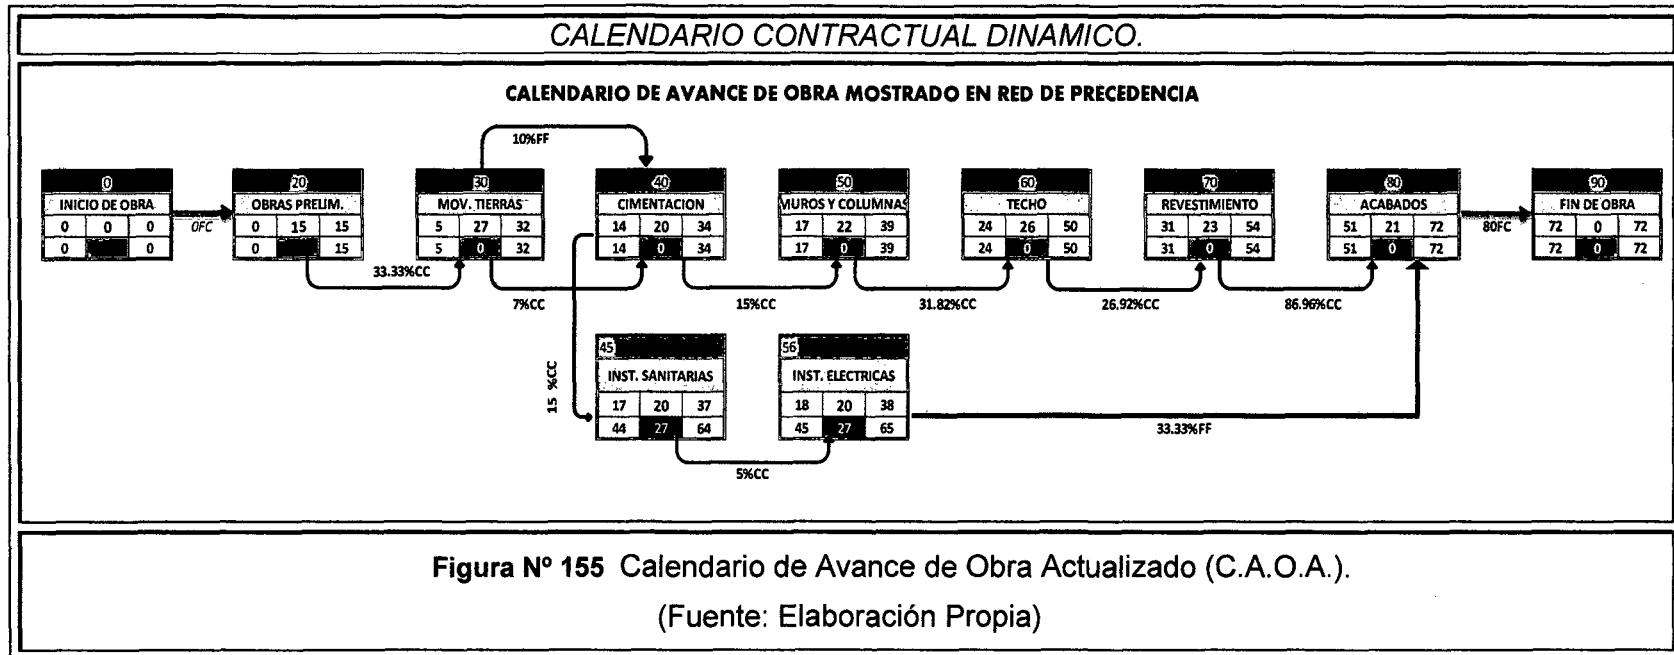 CALENDARIO CONTRACTUAL DINAMICO.
CALENDARIO DE AVANCE DE OBRA MOSTRADO EN RED DE PRECEDENCIA
10%FF
0
INICIO DE OBRA
0 0 0
0 0
0FC
20
OBRAS PRELIM.
0 15 15
0 15
33.33%CC
30
MOV. TIERRAS
5 27 32
5 0 32
7%CC
40
CIMENTACION
14 20 34
14 0 34
15%CC
50
MUROS Y COLUMNAS
17 22 39
17 0 39
31.82%CC
60
TECHO
24 26 50
24 0 50
26.92%CC
70
REVESTIMIENTO
31 23 54
31 0 54
86.96%CC
80
ACABADOS
51 21 72
51 0 72
80FC
90
FIN DE OBRA
72 0 72
72 0 72
15 %CC
45
INST. SANITARIAS
17 20 37
44 27 64
5%CC
56
INST. ELECTRICAS
18 20 38
45 27 65
33.33%FF
Figura Nº 155 Calendario de Avance de Obra Actualizado (C.A.O.A.).
(Fuente: Elaboración Propia)